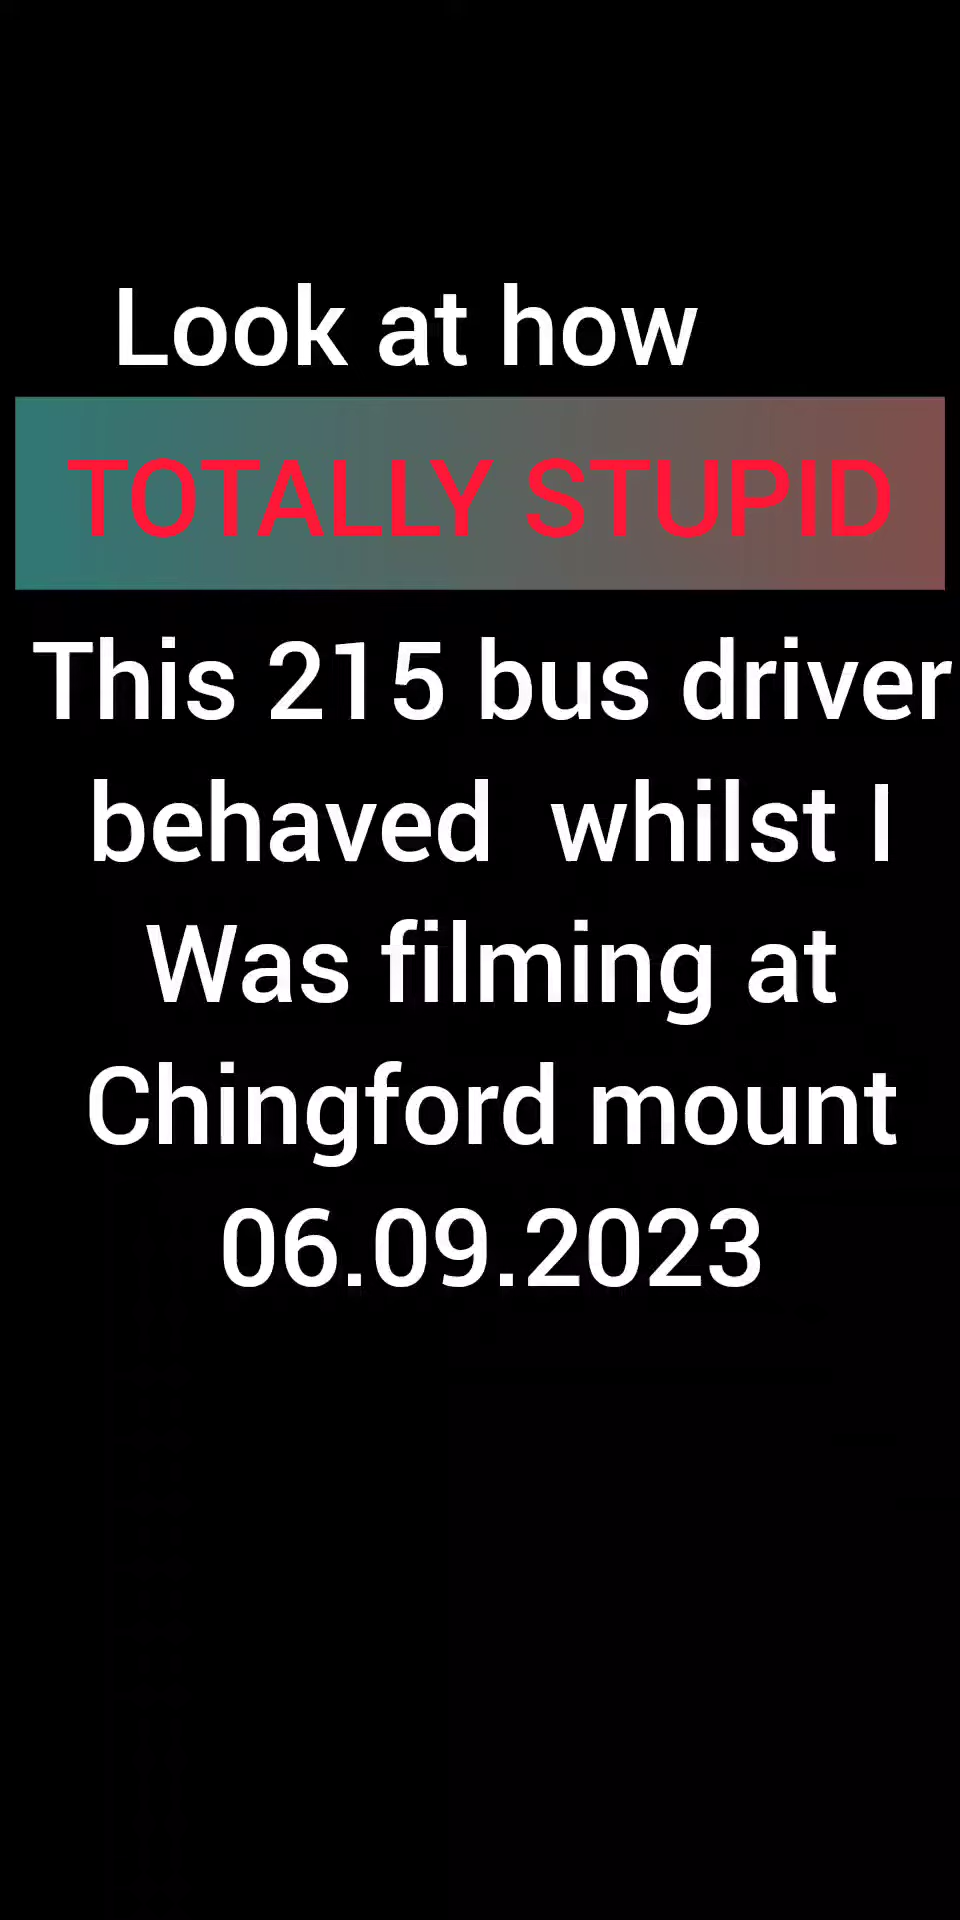 Look at how
TOTALLY STUPID
This 215 bus driver
behaved  whilst I
Was filming at
Chingford mount
06.09.2023